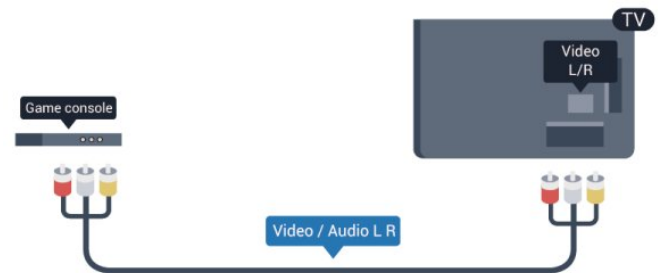 TV
Video
L/R
Game console
Video / Audio L R